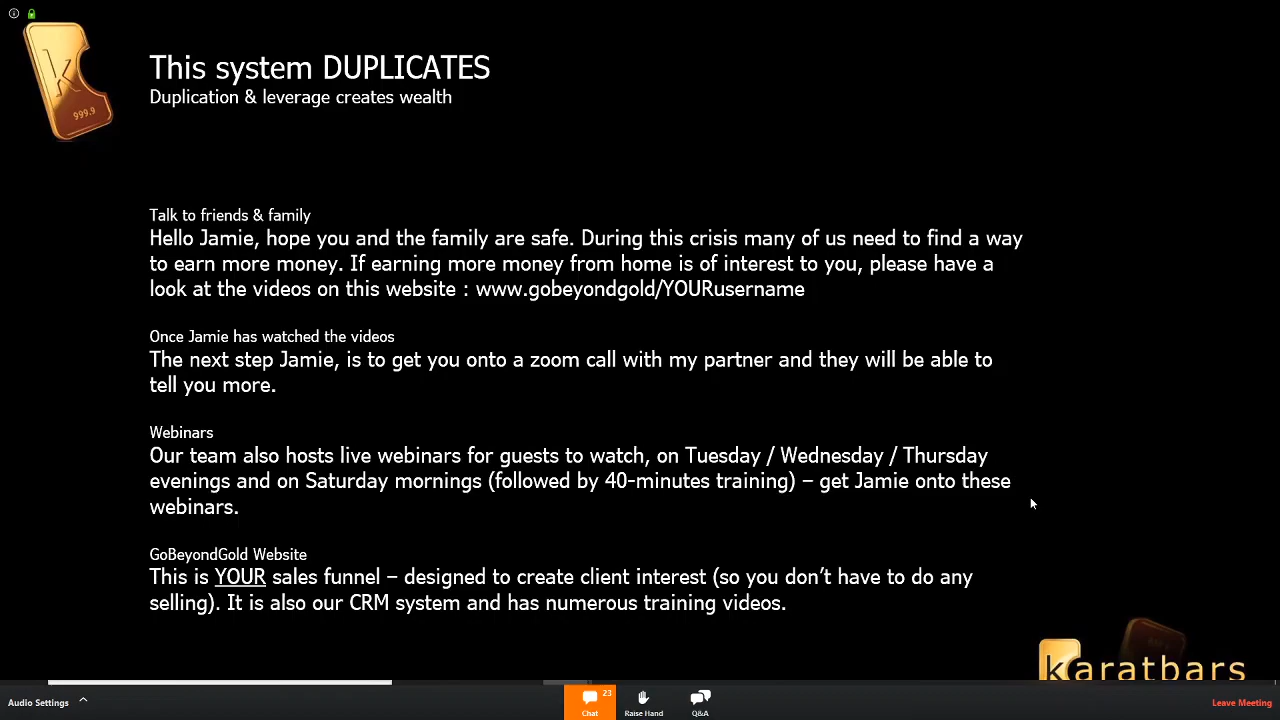 This system DUPLICATES
Duplication & leverage creates wealth
k
999.9
Talk to friends & family
Hello Jamie, hope you and the family are safe. During this crisis many of us need to find a way
to earn more money. If earning more money from home is of interest to you, please have a
look at the videos on this website : www.gobeyondgold/YOURusername
Once Jamie has watched the videos
The next step Jamie, is to get you onto a zoom call with my partner and they will be able to
tell you more.
Webinars
Our team also hosts live webinars for guests to watch, on Tuesday / Wednesday / Thursday
evenings and on Saturday mornings (followed by 40-minutes training) – get Jamie onto these
webinars.
GoBeyondGold Website
This is YOUR sales funnel – designed to create client interest (so you don't have to do any
selling). It is also our CRM system and has numerous training videos.
karatbars
Audio Settings
23
Chat
Raise Hand
Q&A
Leave Meeting